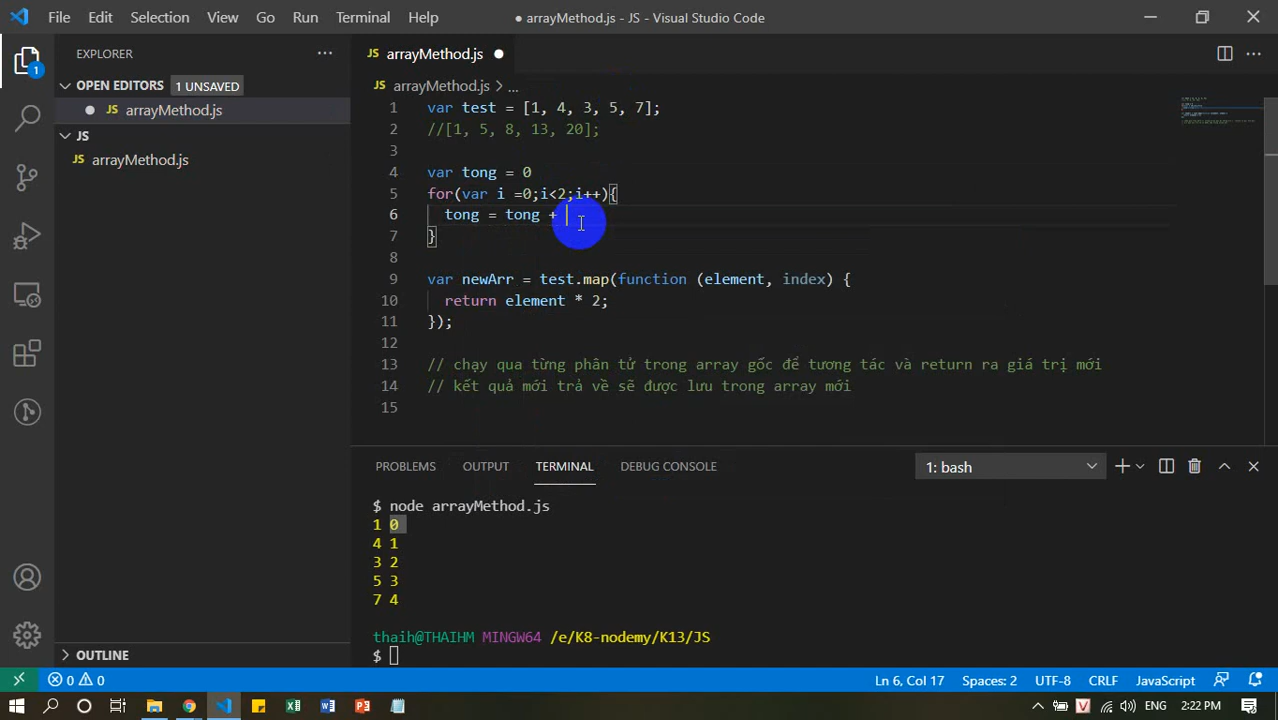 File Edit Selection View Go Run Terminal Help ● arrayMethod.js - JS - Visual Studio Code
EXPLORER
OPEN EDITORS 1 UNSAVED
● JS arrayMethod.js
JS
JS arrayMethod.js
OUTLINE
1
JS arrayMethod.js ●
JS arrayMethod.js > ...
1 var test = [1, 4, 3, 5, 7];
2 //[1, 5, 8, 13, 20];
3
4 var tong = 0
5 for(var i =0;i<2;i++){
6 tong = tong +
7 }
8
9 var newArr = test.map(function (element, index) {
10 return element * 2;
11 });
12
13 // chạy qua từng phân tử trong array gốc để tương tác và return ra giá trị mới
14 // kết quả mới trả về sẽ được lưu trong array mới
15
PROBLEMS OUTPUT TERMINAL DEBUG CONSOLE 1: bash
$ node arrayMethod.js
1 0
4 1
3 2
5 3
7 4
thaih@THAIHM MINGW64 /e/K8-nodemy/K13/JS
$
0 0 Ln 6, Col 17 Spaces: 2 UTF-8 CRLF JavaScript
V ENG 2:22 PM